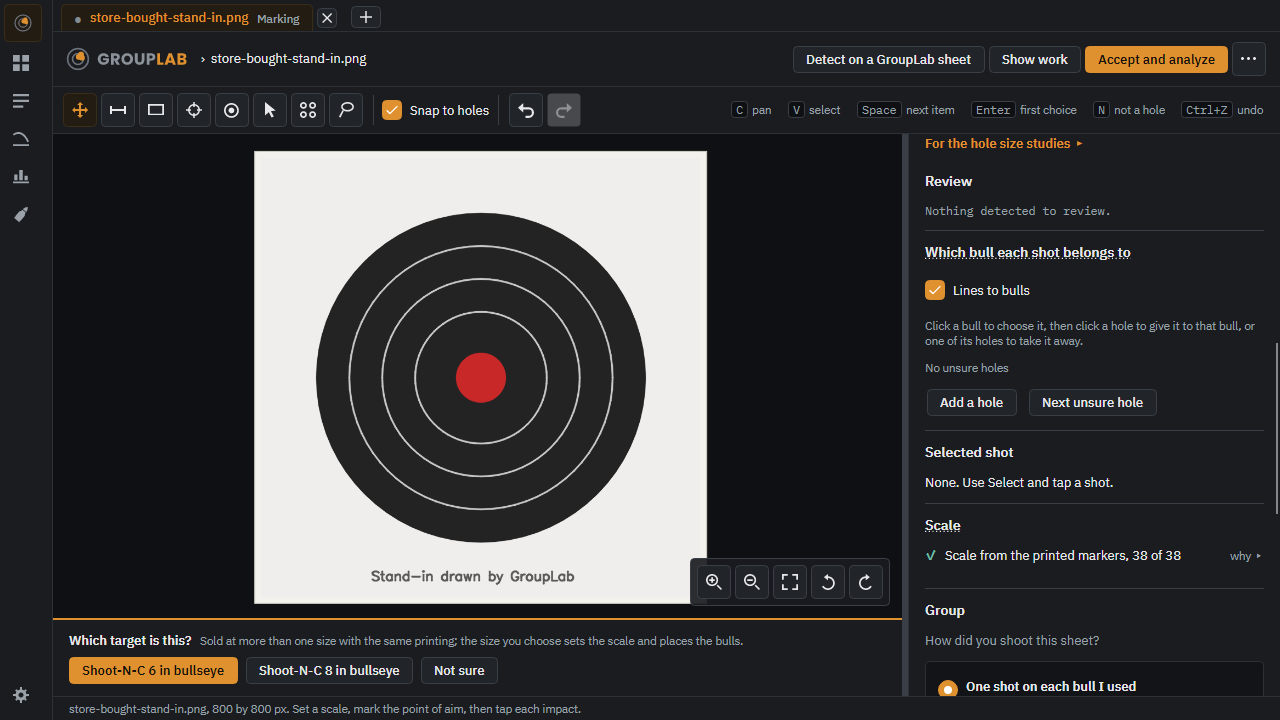 store-bought-stand-in.png Marking
GROUPLAB › store-bought-stand-in.png
Detect on a GroupLab sheet Show work Accept and analyze
Snap to holes
C pan V select Space next item Enter first choice N not a hole Ctrl+Z undo
Stand-in drawn by GroupLab
Which target is this? Sold at more than one size with the same printing; the size you choose sets the scale and places the bulls.
Shoot-N-C 6 in bullseye Shoot-N-C 8 in bullseye Not sure
For the hole size studies
Review
Nothing detected to review.
Which bull each shot belongs to
Lines to bulls
Click a bull to choose it, then click a hole to give it to that bull, or
one of its holes to take it away.
No unsure holes
Add a hole Next unsure hole
Selected shot
None. Use Select and tap a shot.
Scale
Scale from the printed markers, 38 of 38 why
Group
How did you shoot this sheet?
One shot on each bull I used
store-bought-stand-in.png, 800 by 800 px. Set a scale, mark the point of aim, then tap each impact.